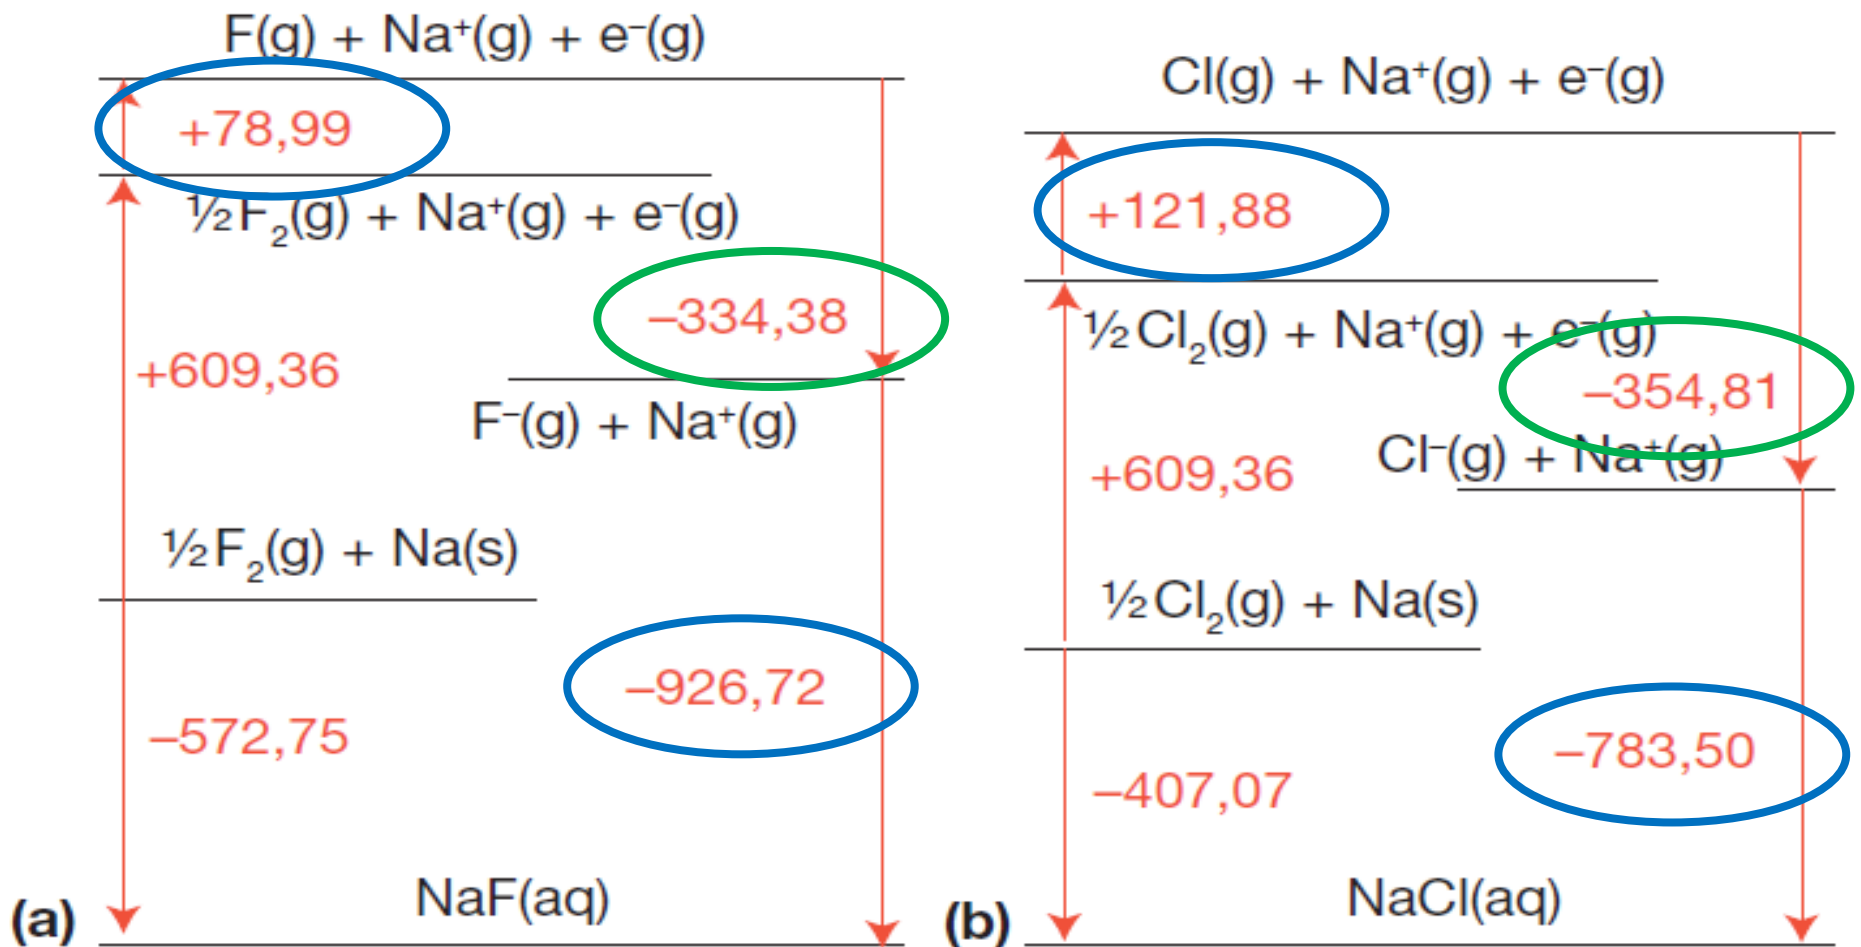 F(g) + Na⁺(g) + e⁻(g)
+78,99
½F₂(g) + Na⁺(g) + e⁻(g)
−334,38
+609,36
F⁻(g) + Na⁺(g)
½F₂(g) + Na(s)
−926,72
−572,75
NaF(aq)
(a)
Cl(g) + Na⁺(g) + e⁻(g)
+121,88
½Cl₂(g) + Na⁺(g) + e⁻(g)
−354,81
Cl⁻(g) + Na⁺(g)
+609,36
½Cl₂(g) + Na(s)
−783,50
−407,07
NaCl(aq)
(b)